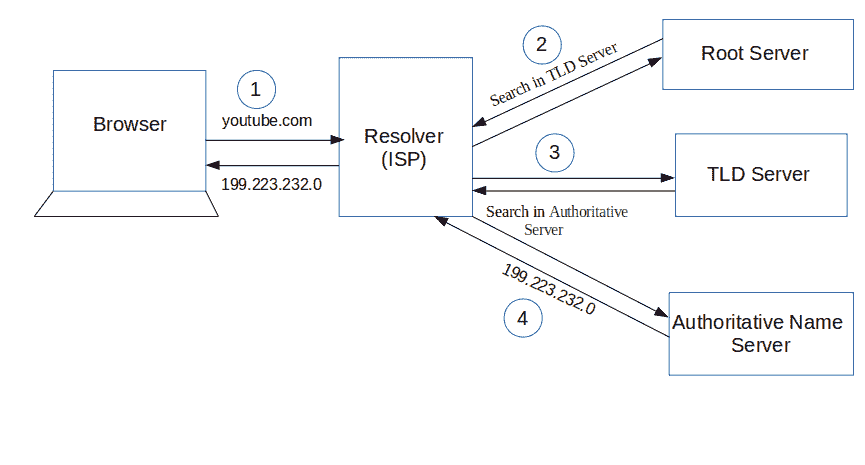 1
youtube.com
Browser
199.223.232.0
Resolver
(ISP)
2
Search in TLD Server
Root Server
3
TLD Server
Search in Authoritative
Server
199.223.232.0
4
Authoritative Name
Server